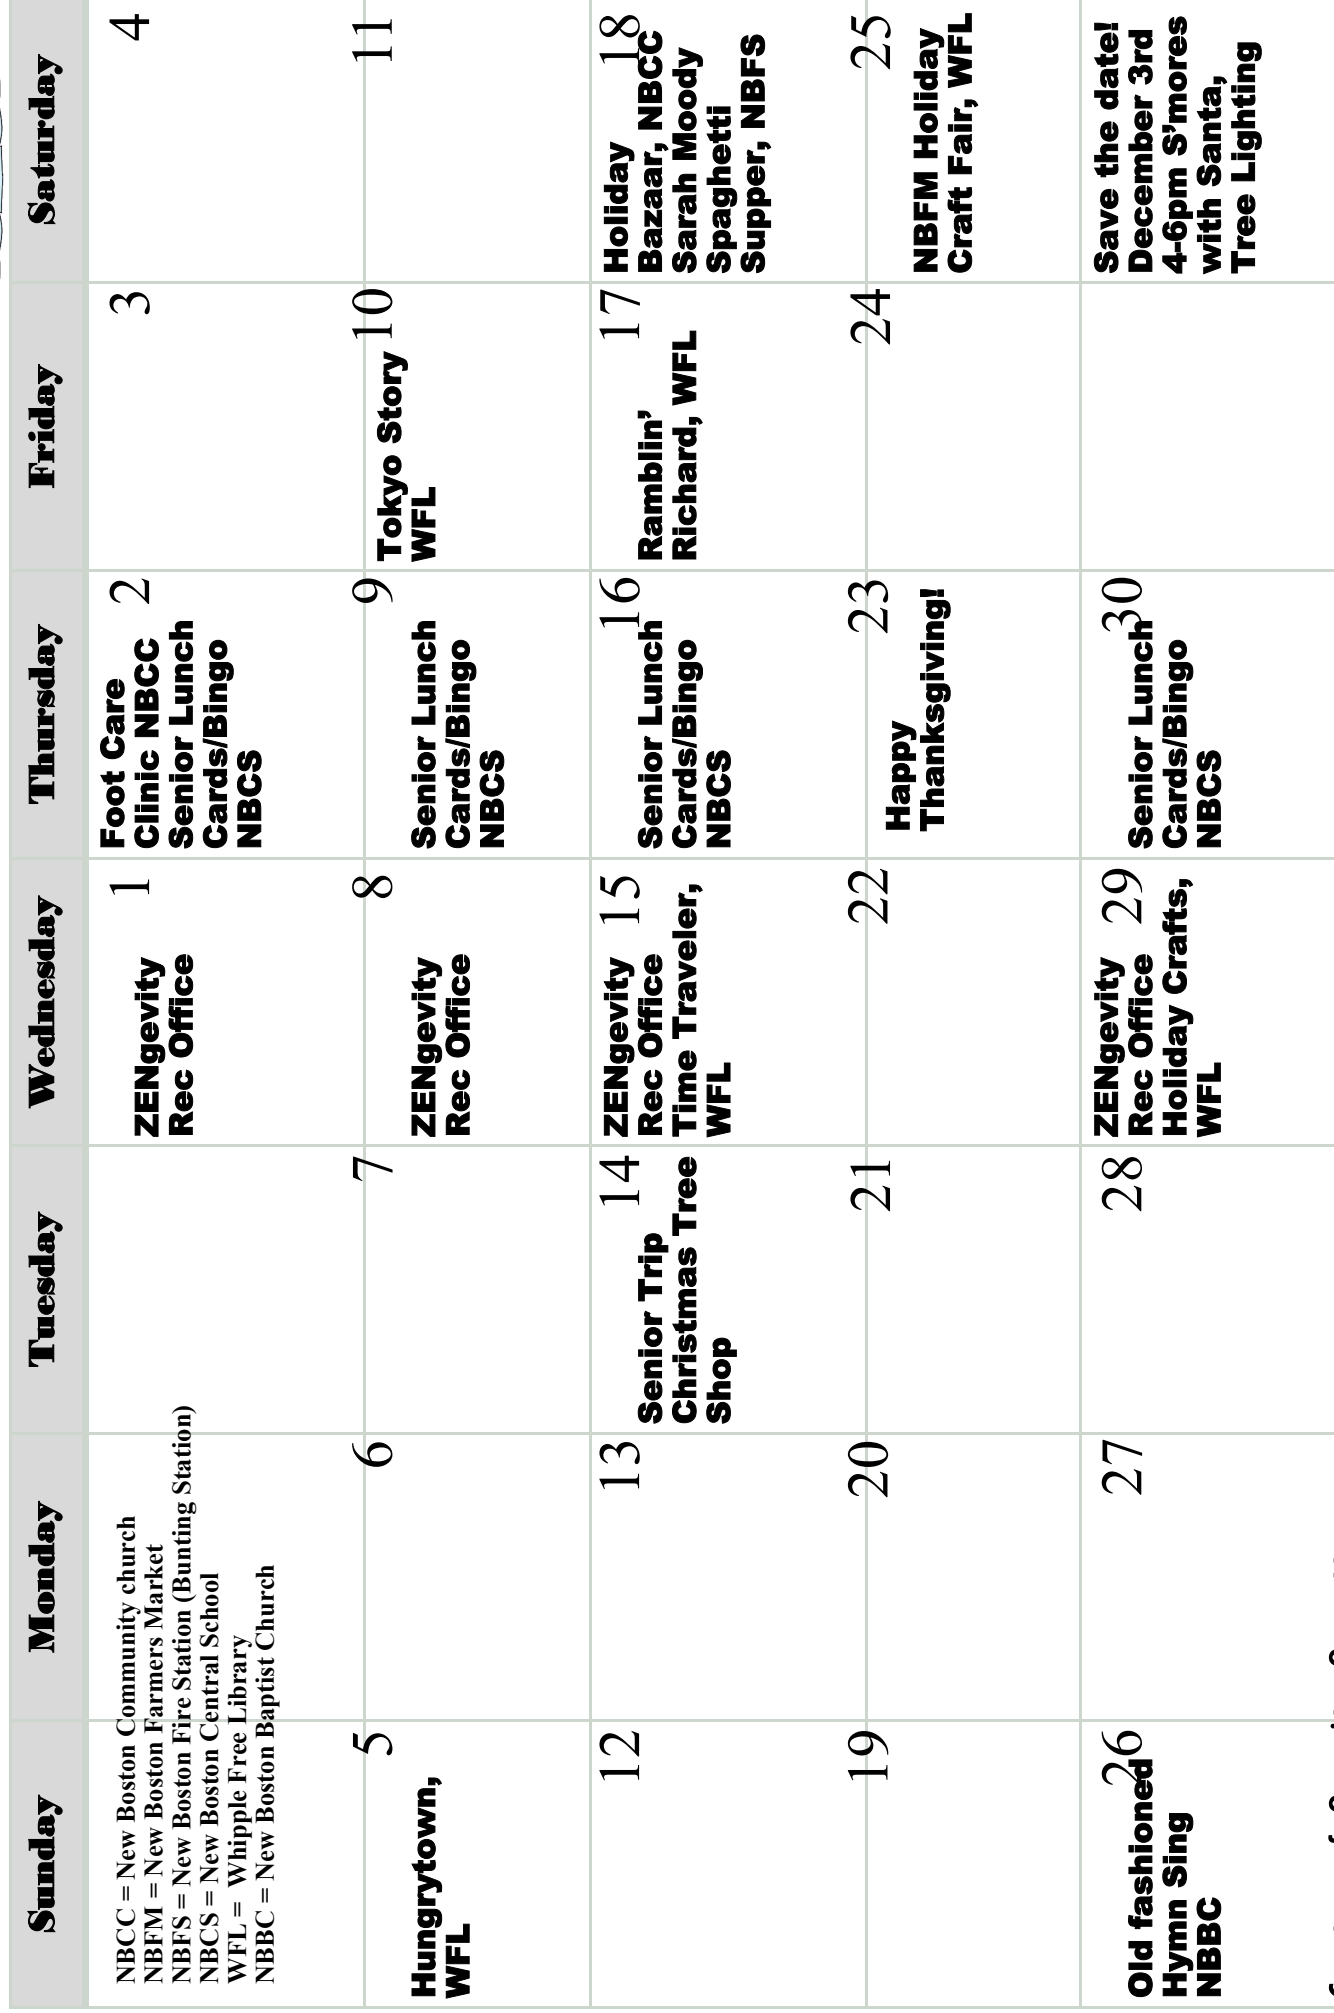 Sunday
Monday
Tuesday
Wednesday
Thursday
Friday
Saturday
NBCC = New Boston Community church
NBFM = New Boston Farmers Market
NBFS = New Boston Fire Station (Bunting Station)
NBCS = New Boston Central School
WFL = Whipple Free Library
NBBC = New Boston Baptist Church
1
ZENgevity
Rec Office
2
Foot Care
Clinic NBCC
Senior Lunch
Cards/Bingo
NBCS
3
4
5
Hungrytown,
WFL
6
7
8
ZENgevity
Rec Office
9
Senior Lunch
Cards/Bingo
NBCS
10
Tokyo Story
WFL
11
12
13
14
Senior Trip
Christmas Tree
Shop
15
ZENgevity
Rec Office
Time Traveler,
WFL
16
Senior Lunch
Cards/Bingo
NBCS
17
Ramblin’
Richard, WFL
18
Holiday
Bazaar, NBCC
Sarah Moody
Spaghetti
Supper, NBFS
19
20
21
22
23
Happy
Thanksgiving!
24
25
NBFM Holiday
Craft Fair, WFL
26
Old fashioned
Hymn Sing
NBBC
27
28
29
ZENgevity
Rec Office
Holiday Crafts,
WFL
30
Senior Lunch
Cards/Bingo
NBCS
Save the date!
December 3rd
4-6pm S’mores
with Santa,
Tree Lighting